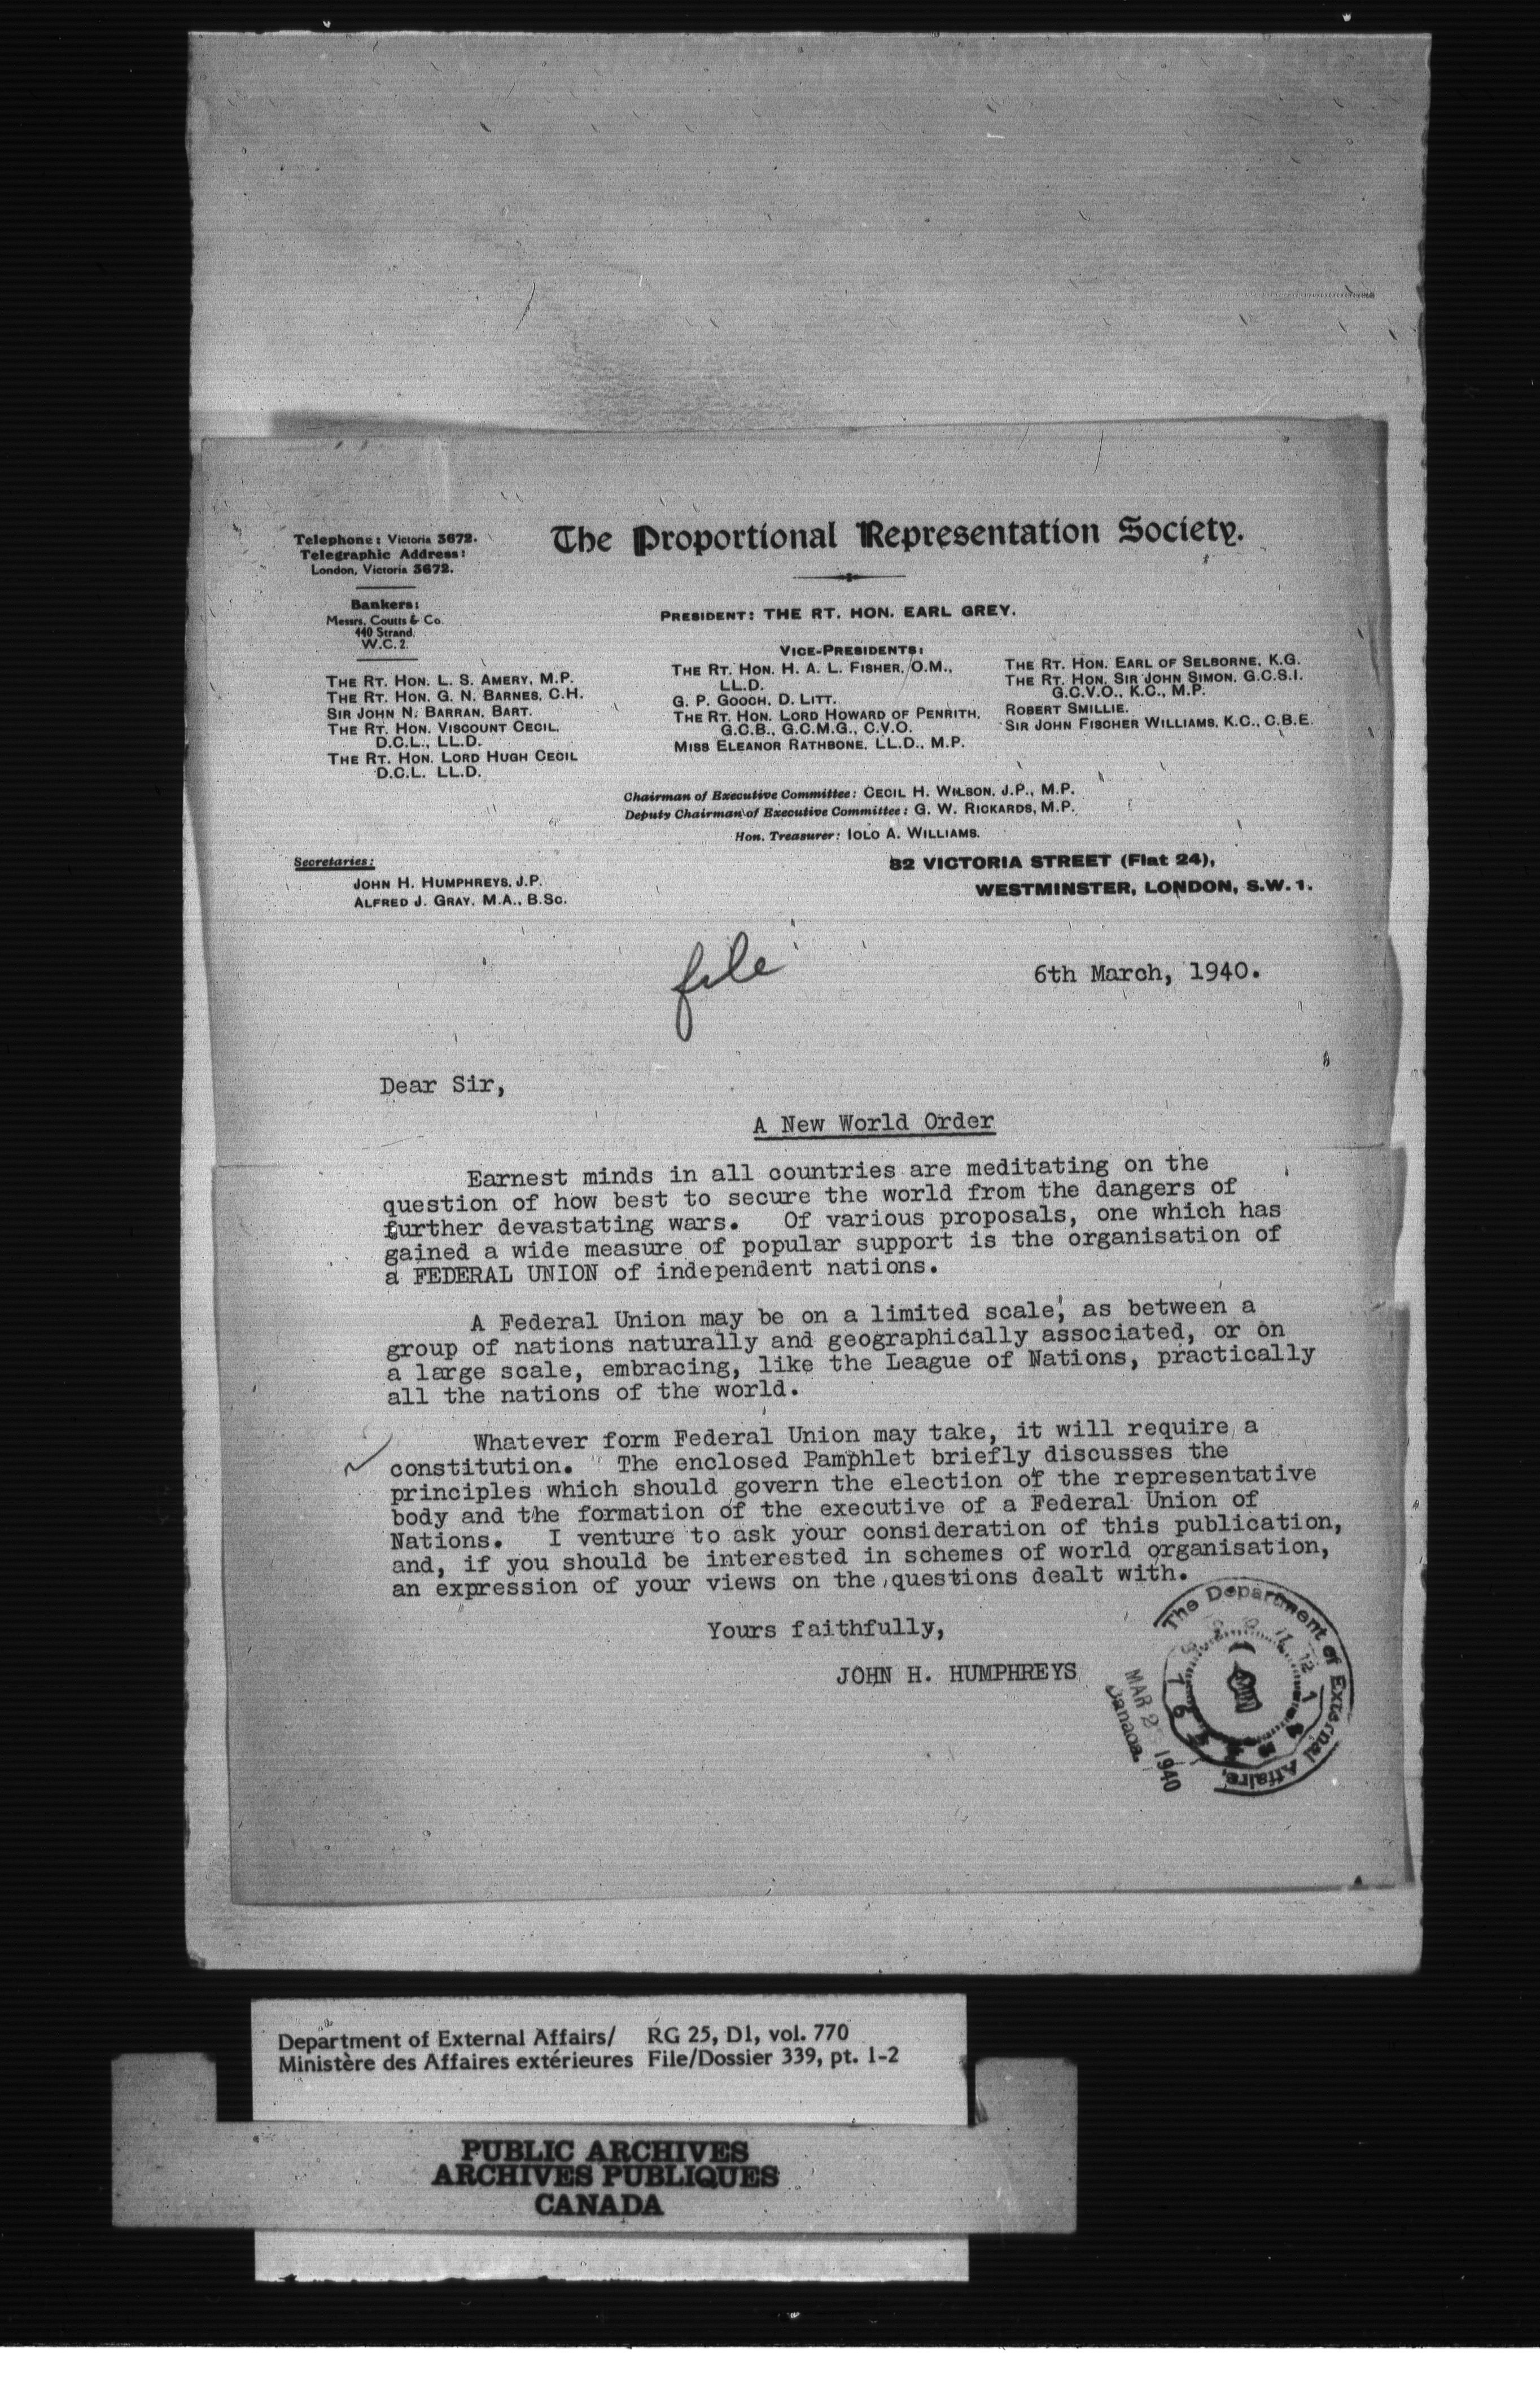 Telephone: Victoria 3672.
Telegraphic Address:
London, Victoria 3672.
The Proportional Representation Society.
Bankers:
Messrs. Coutts & Co.
440 Strand.
W.C.2.
PRESIDENT: THE RT. HON. EARL GREY.
VICE-PRESIDENTS:
THE RT. HON. L. S. AMERY, M.P.
THE RT. HON. G. N. BARNES, C.H.
SIR JOHN N. BARRAN, BART.
THE RT. HON. VISCOUNT CECIL,
D.C.L., LL.D.
THE RT. HON. LORD HUGH CECIL
D.C.L. LL.D.
THE RT. HON. H. A. L. FISHER, O.M.,
LL.D.
G. P. GOOCH, D. LITT.
THE RT. HON. LORD HOWARD OF PENRITH,
G.C.B., G.C.M.G., C.V.O.
MISS ELEANOR RATHBONE, LL.D., M.P.
THE RT. HON. EARL OF SELBORNE, K.G.
THE RT. HON. SIR JOHN SIMON, G.C.S.I.
G.C.V.O., K.C., M.P.
ROBERT SMILLIE.
SIR JOHN FISCHER WILLIAMS, K.C., C.B.E.
Chairman of Executive Committee: CECIL H. WILSON, J.P., M.P.
Deputy Chairman of Executive Committee: G. W. RICKARDS, M.P.
Hon. Treasurer: IOLO A. WILLIAMS.
Secretaries:
JOHN H. HUMPHREYS, J.P.
ALFRED J. GRAY, M.A., B.Sc.
82 VICTORIA STREET (Flat 24),
WESTMINSTER, LONDON, S.W.1.
file
6th March, 1940.
Dear Sir,
A New World Order
Earnest minds in all countries are meditating on the
question of how best to secure the world from the dangers of
further devastating wars. Of various proposals, one which has
gained a wide measure of popular support is the organisation of
a FEDERAL UNION of independent nations.
A Federal Union may be on a limited scale, as between a
group of nations naturally and geographically associated, or on
a large scale, embracing, like the League of Nations, practically
all the nations of the world.
Whatever form Federal Union may take, it will require a
constitution. The enclosed Pamphlet briefly discusses the
principles which should govern the election of the representative
body and the formation of the executive of a Federal Union of
Nations. I venture to ask your consideration of this publication,
and, if you should be interested in schemes of world organisation,
an expression of your views on the questions dealt with.
Yours faithfully,
JOHN H. HUMPHREYS
The Department of External Affairs,
MAR 2 1940
Canada.
Department of External Affairs/ RG 25, D1, vol. 770
Ministère des Affaires extérieures File/Dossier 339, pt. 1-2
PUBLIC ARCHIVES
ARCHIVES PUBLIQUES
CANADA